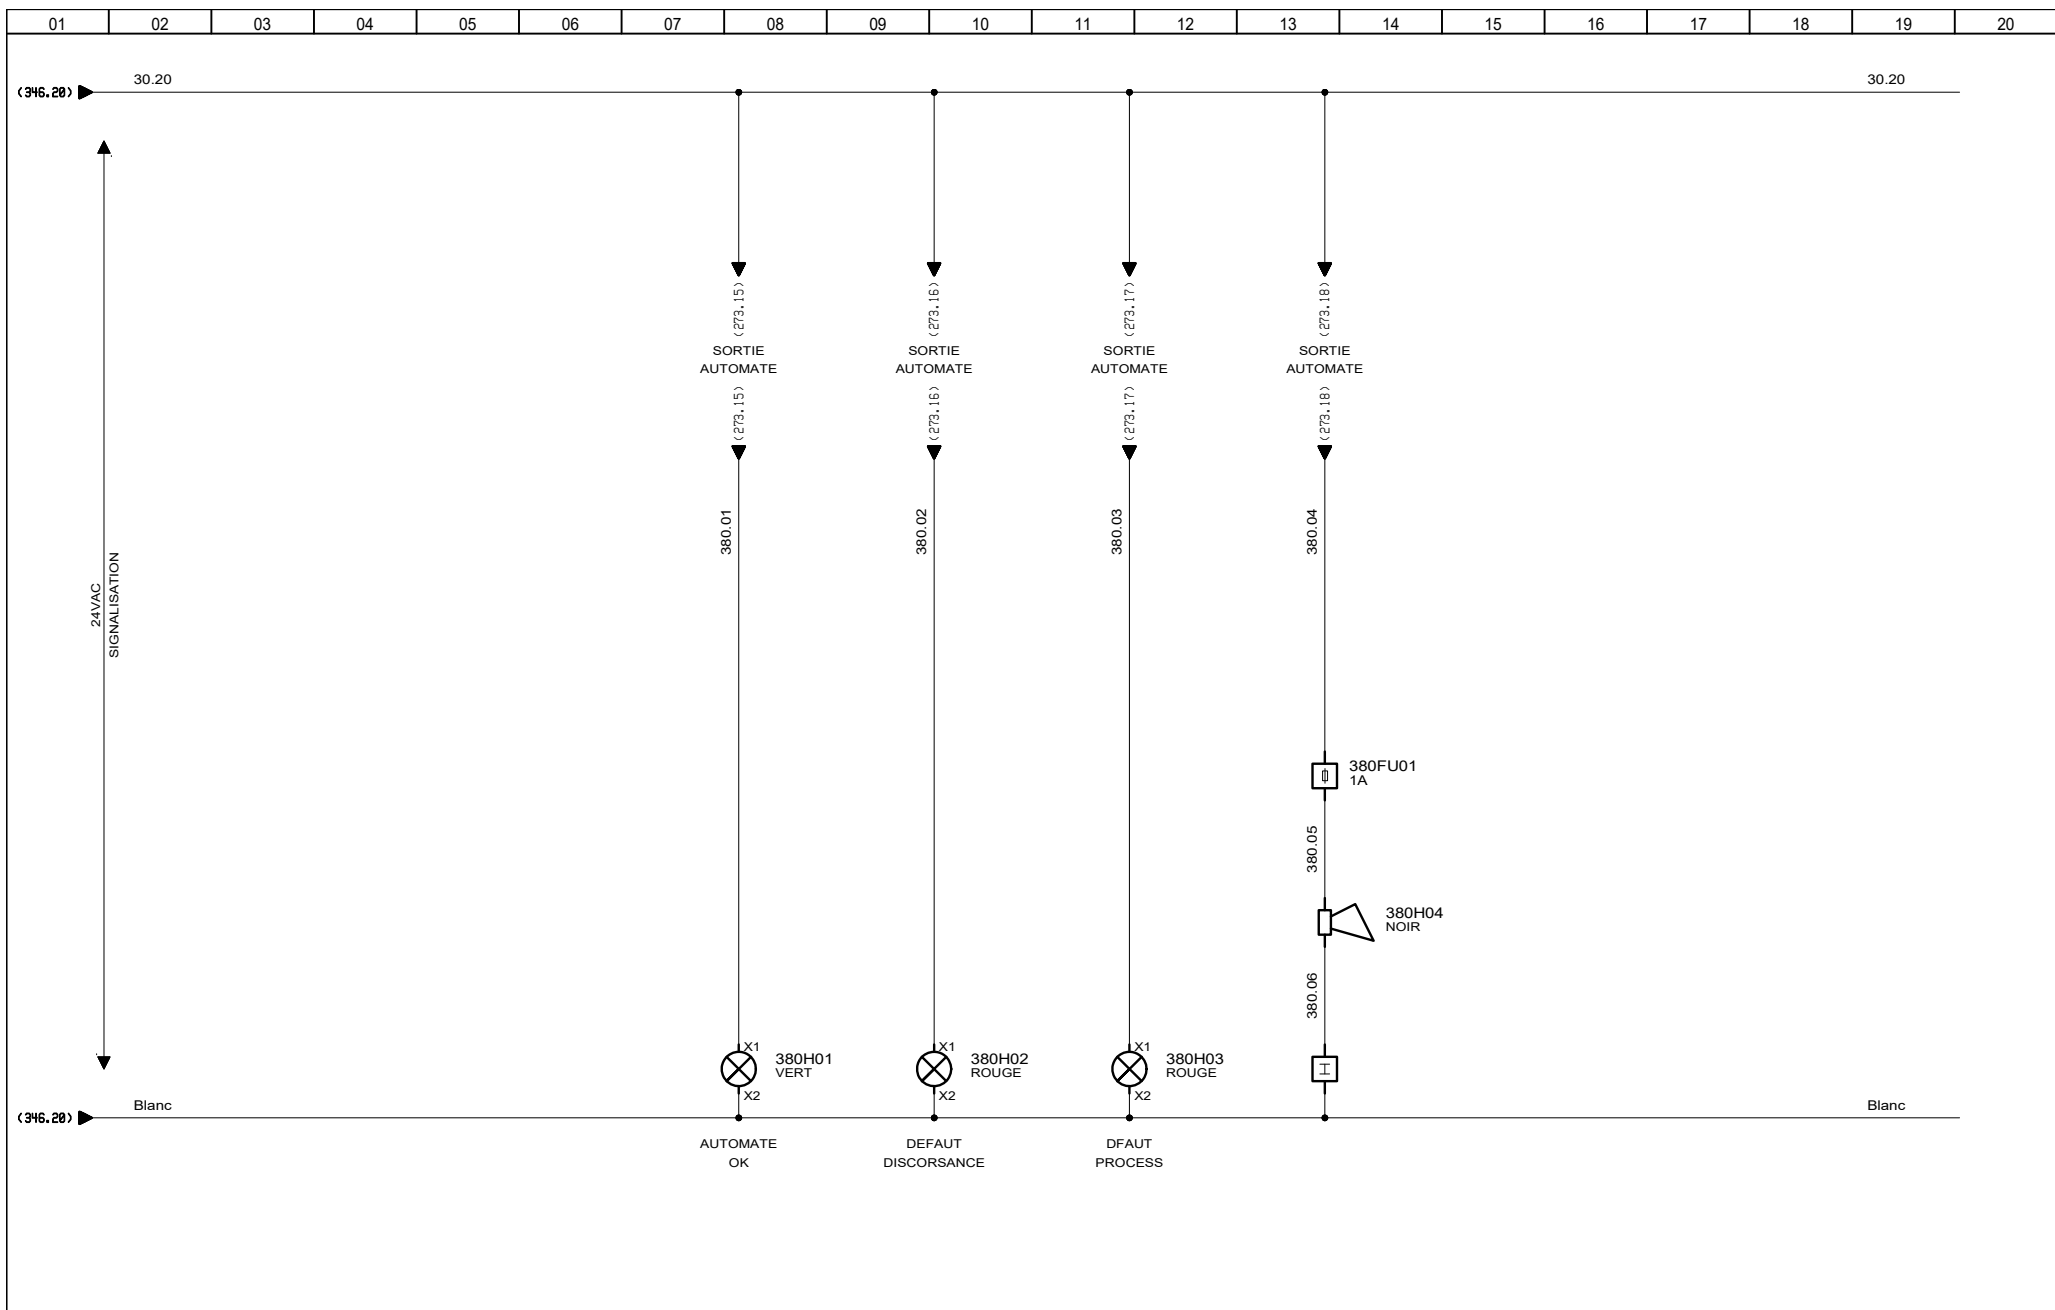 01 02 03 04 05 06 07 08 09 10 11 12 13 14 15 16 17 18 19 20
30.20 30.20
(346.20)
(273.15) (273.16) (273.17) (273.18)
SORTIE SORTIE SORTIE SORTIE
AUTOMATE AUTOMATE AUTOMATE AUTOMATE
(273.15) (273.16) (273.17) (273.18)
380.01 380.02 380.03 380.04
24VAC
SIGNALISATION
380FU01
1A
380.05
380H04
NOIR
380.06
X1 X1 X1
380H01 380H02 380H03
VERT ROUGE ROUGE
X2 X2 X2
Blanc Blanc
(346.20)
AUTOMATE DEFAUT DFAUT
OK DISCORSANCE PROCESS